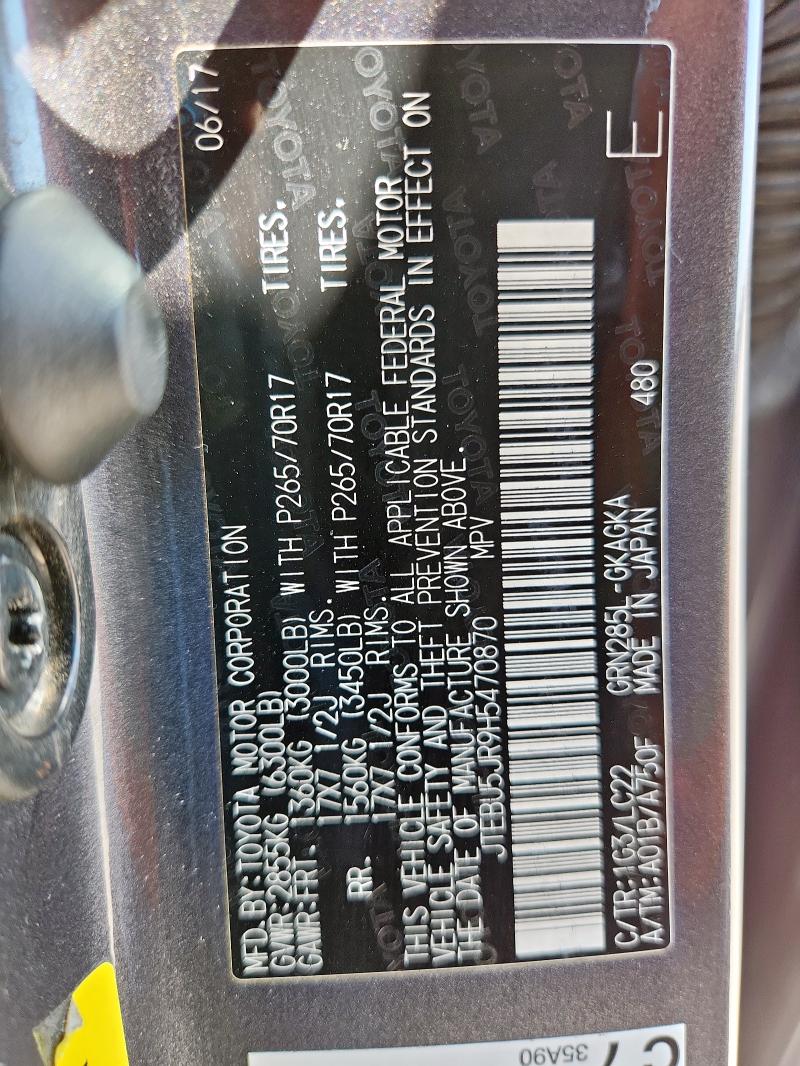 MFD.BY:TOYOTA MOTOR CORPORATION 06/17
GVWR:2855KG (6300LB)
GAWR:FRT. 1360KG (3000LB) WITH P265/70R17 TIRES.
17X7 1/2J RIMS.
RR. 1560KG (3450LB) WITH P265/70R17 TIRES.
17X7 1/2J RIMS.
THIS VEHICLE CONFORMS TO ALL APPLICABLE FEDERAL MOTOR
VEHICLE SAFETY AND THEFT PREVENTION STANDARDS IN EFFECT ON
THE DATE OF MANUFACTURE SHOWN ABOVE.
JTEBU5JR9H5470870 MPV
C/TR:1G3/LC22 GRN285L-GKAGKA
A/TM:A01B/A750F MADE IN JAPAN 480 E
35A90